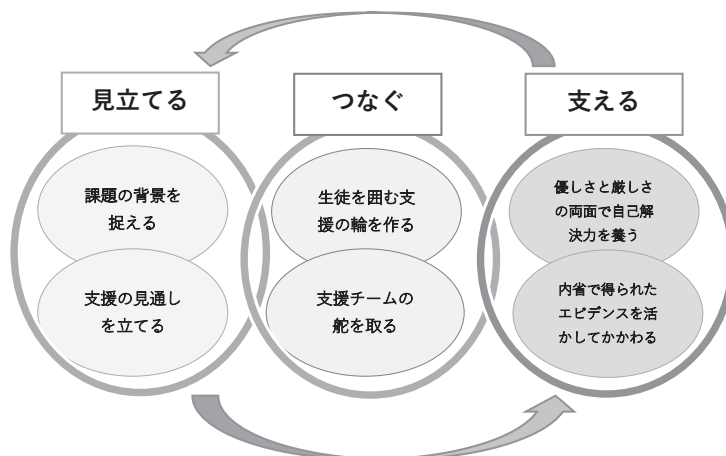 見立てる
課題の背景を
捉える
支援の見通し
を立てる
つなぐ
生徒を囲む支
援の輪を作る
支援チームの
舵を取る
支える
優しさと厳しさ
の両面で自己解
決力を養う
内省で得られた
エビデンスを活
かしてかかわる